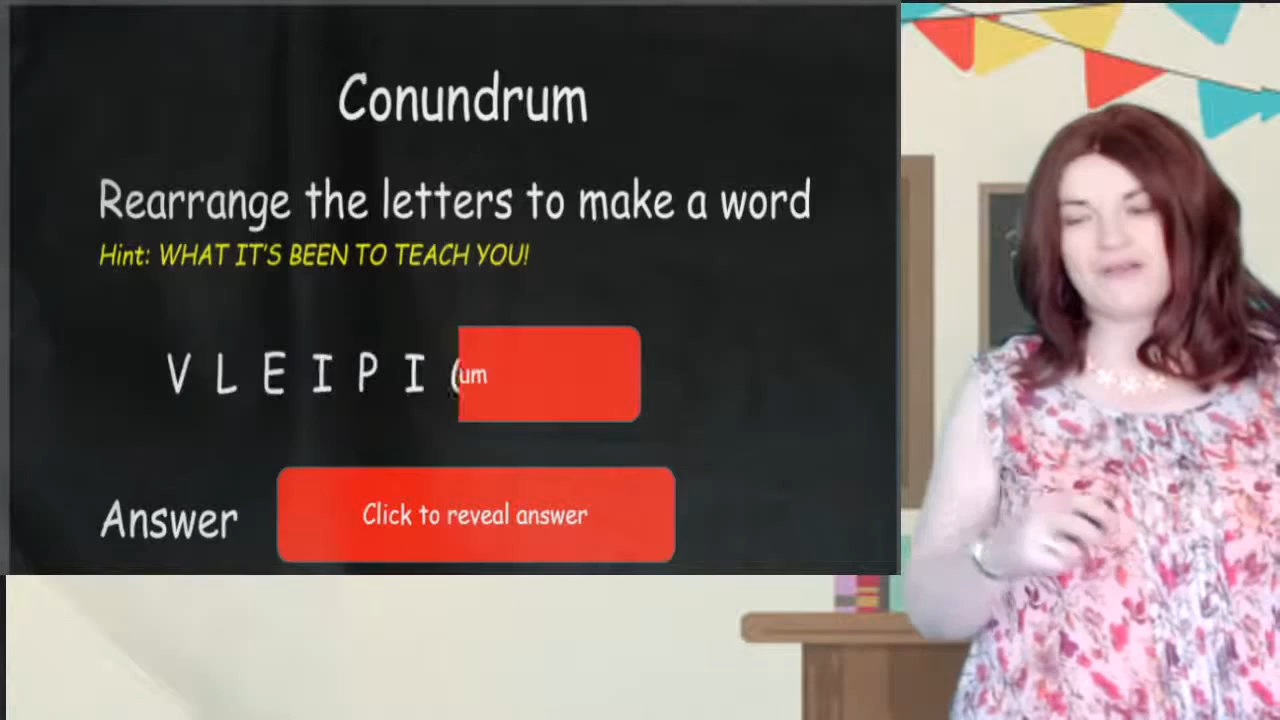 Conundrum
Rearrange the letters to make a word
Hint: WHAT IT'S BEEN TO TEACH YOU!
V L E I P I
um
Answer
Click to reveal answer